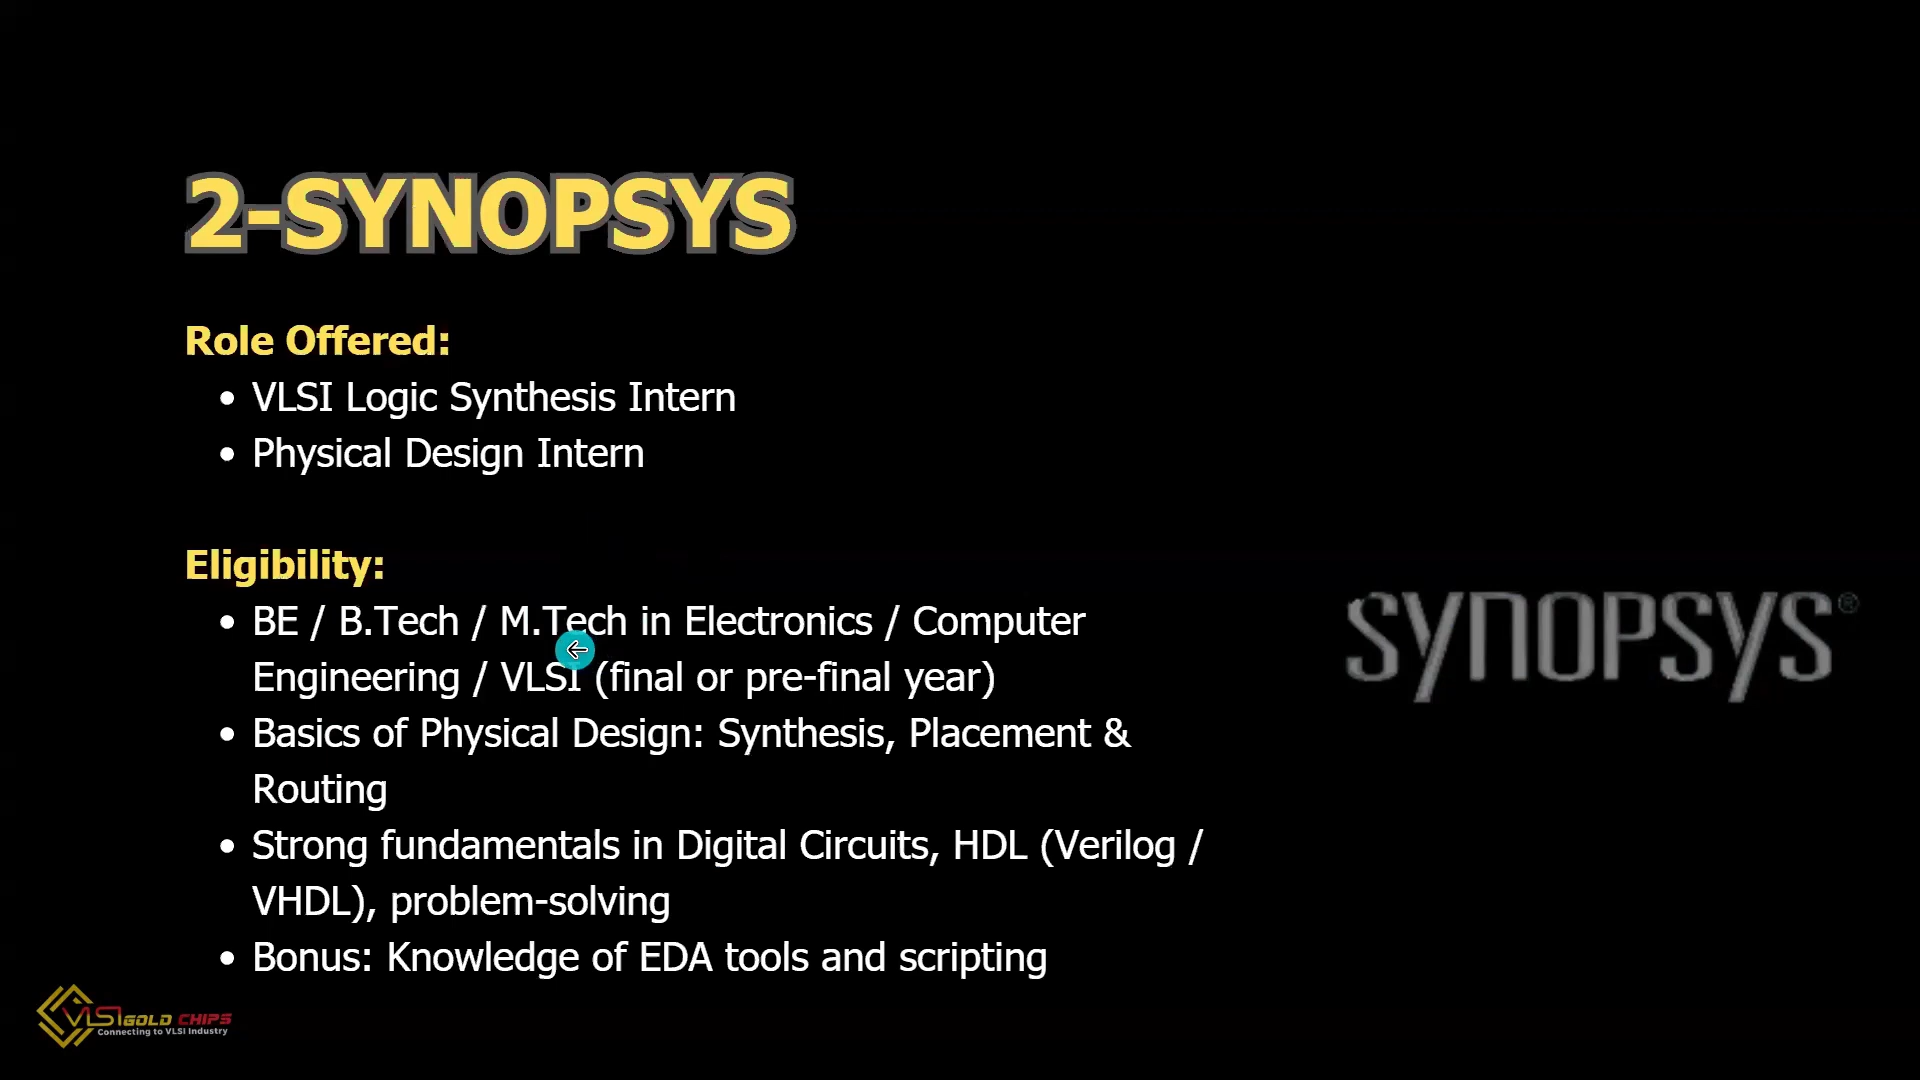 2-SYNOPSYS
Role Offered:
• VLSI Logic Synthesis Intern
• Physical Design Intern
Eligibility:
• BE / B.Tech / M.Tech in Electronics / Computer
Engineering / VLSI (final or pre-final year)
• Basics of Physical Design: Synthesis, Placement &
Routing
• Strong fundamentals in Digital Circuits, HDL (Verilog /
VHDL), problem-solving
• Bonus: Knowledge of EDA tools and scripting
SYNOPSYS®
VLSI GOLD CHIPS
Connecting to VLSI Industry